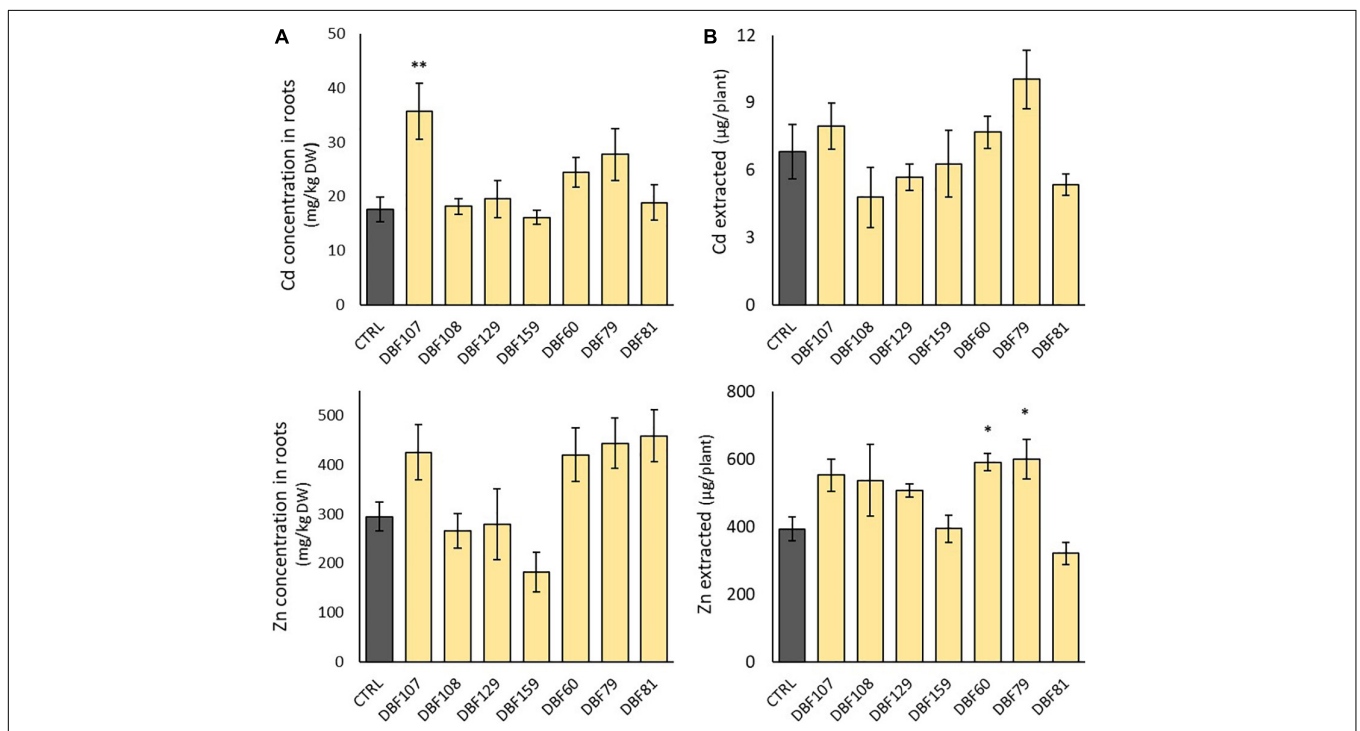 A
Cd concentration in roots
(mg/kg DW)
50
40
30
20
10
0
**
CTRL
DBF107
DBF108
DBF129
DBF159
DBF60
DBF79
DBF81
B
Cd extracted (µg/plant)
12
9
6
3
0
CTRL
DBF107
DBF108
DBF129
DBF159
DBF60
DBF79
DBF81
Zn concentration in roots
(mg/kg DW)
500
400
300
200
100
0
CTRL
DBF107
DBF108
DBF129
DBF159
DBF60
DBF79
DBF81
Zn extracted (µg/plant)
800
600
400
200
0
*
*
CTRL
DBF107
DBF108
DBF129
DBF159
DBF60
DBF79
DBF81